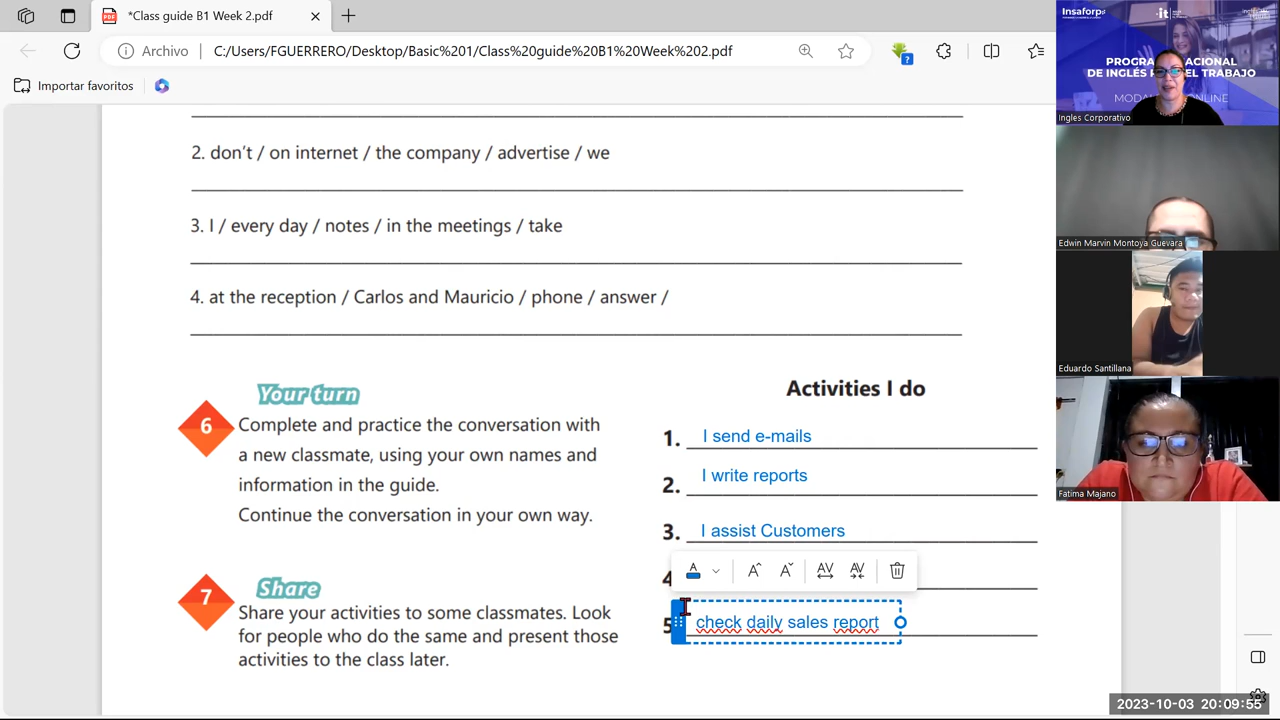 *Class guide B1 Week 2.pdf
Archivo
C:/Users/FGUERRERO/Desktop/Basic%201/Class%20guide%20B1%20Week%202.pdf
Importar favoritos
2. don't / on internet / the company / advertise / we
3. I / every day / notes / in the meetings / take
4. at the reception / Carlos and Mauricio / phone / answer /
Your turn
6
Complete and practice the conversation with
a new classmate, using your own names and
information in the guide.
Continue the conversation in your own way.
7
Share
Share your activities to some classmates. Look
for people who do the same and present those
activities to the class later.
Activities I do
1. I send e-mails
2. I write reports
3. I assist Customers
check daily sales report
Insaforp
it
DE INGLÉS
EL TRABAJO
Ingles Corporativo
Edwin Marvin Montoya Guevara
Eduardo Santillana
Fatima Majano
2023-10-03 20:09:55